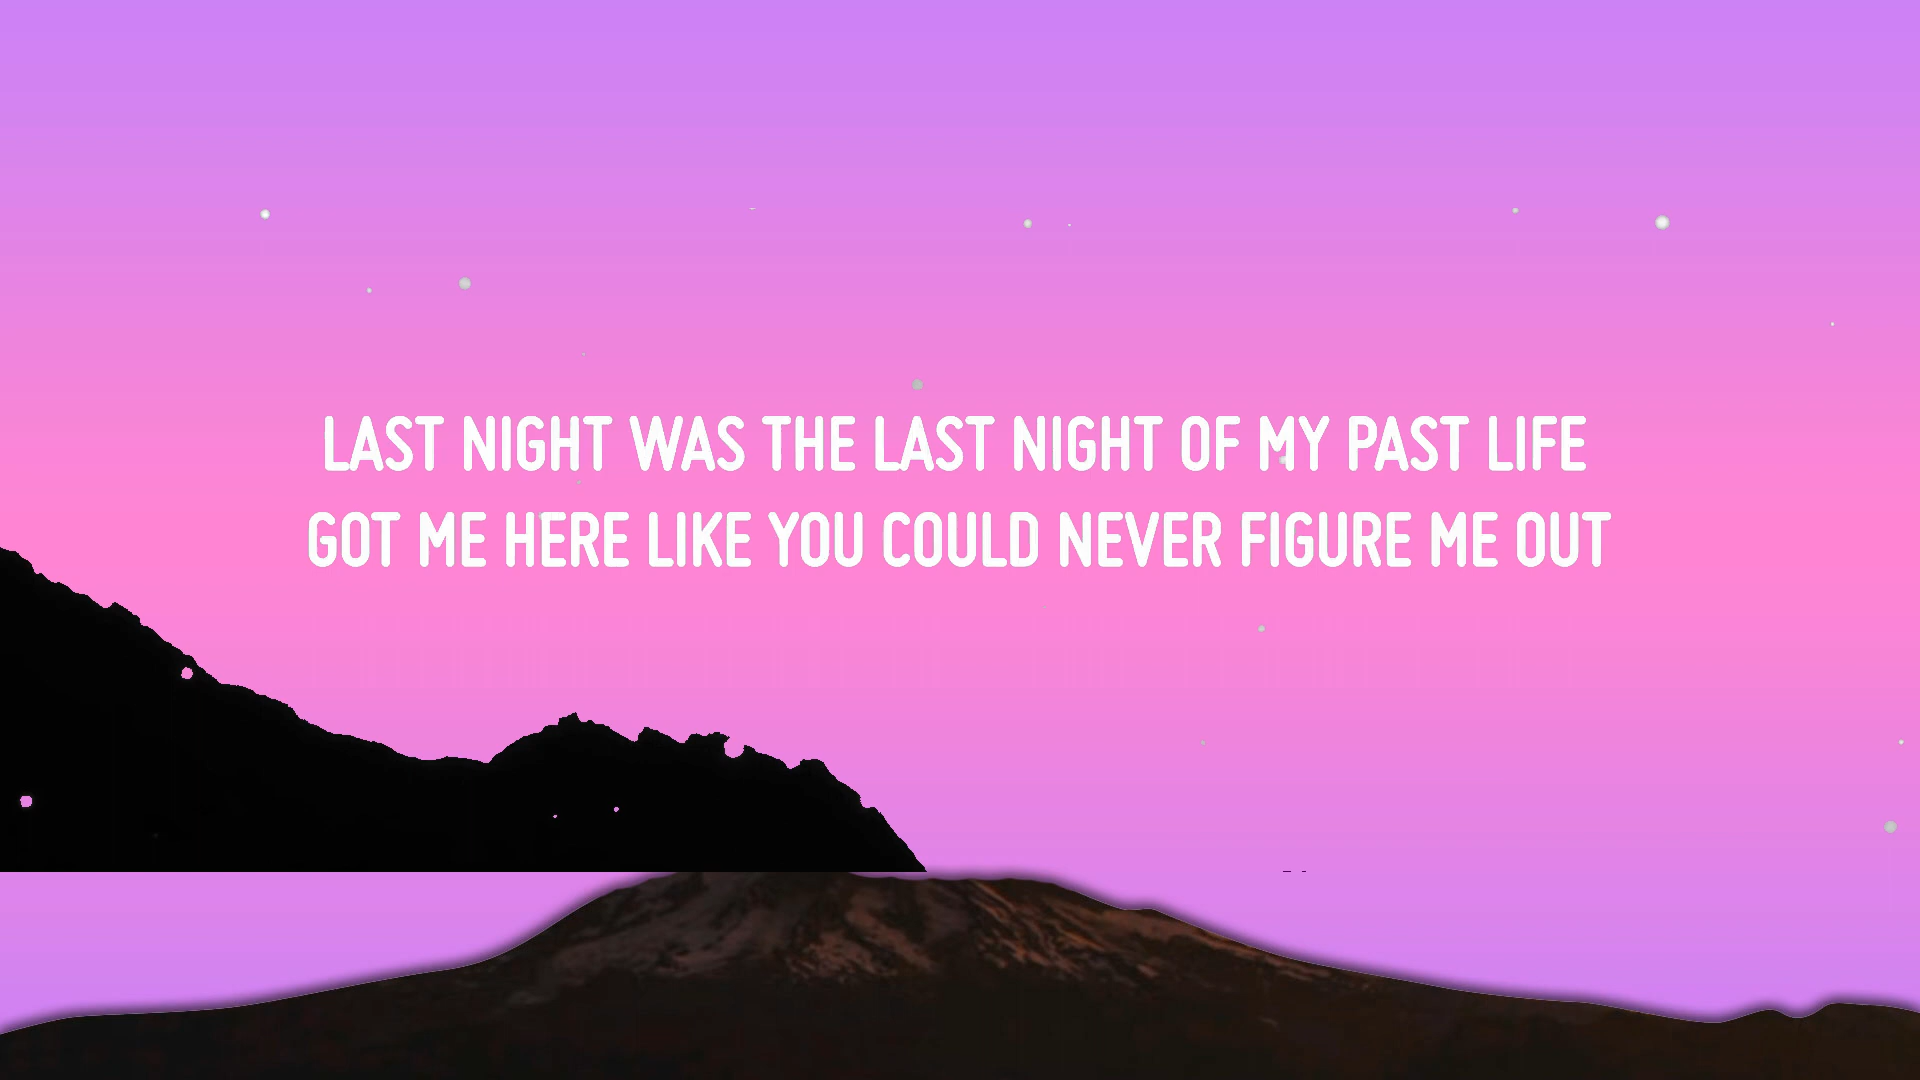 LAST NIGHT WAS THE LAST NIGHT OF MY PAST LIFE
GOT ME HERE LIKE YOU COULD NEVER FIGURE ME OUT